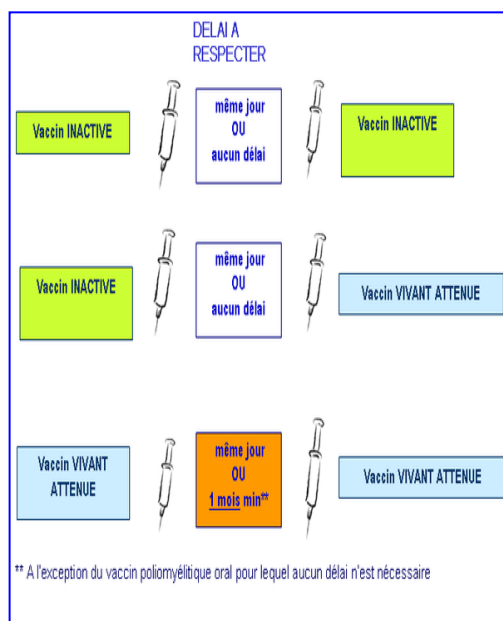 DELAI A
RESPECTER
Vaccin INACTIVE
même jour
OU
aucun délai
Vaccin INACTIVE
Vaccin INACTIVE
même jour
OU
aucun délai
Vaccin VIVANT ATTENUE
Vaccin VIVANT
ATTENUE
même jour
OU
1 mois min**
Vaccin VIVANT ATTENUE
** A l'exception du vaccin poliomyélitique oral pour lequel aucun délai n'est nécessaire